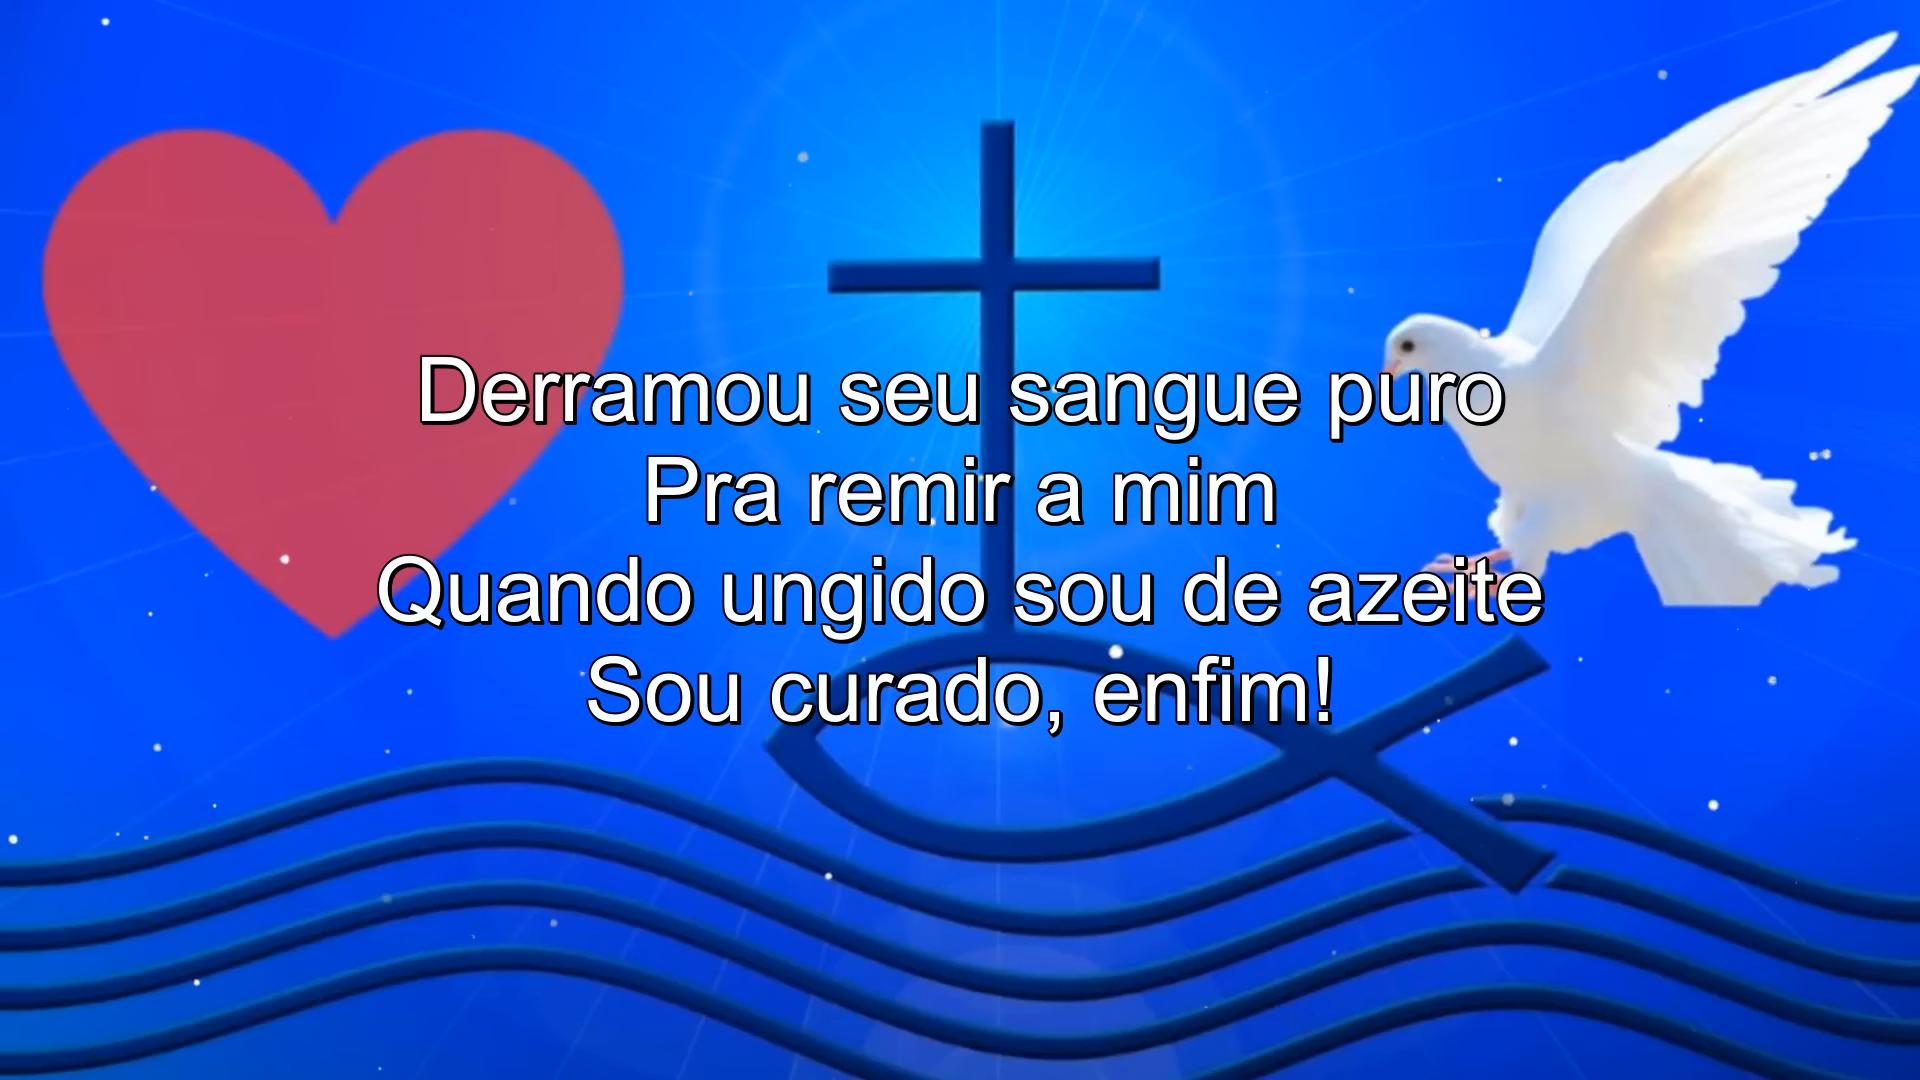 Derramou seu sangue puro
Pra remir a mim
Quando ungido sou de azeite
Sou curado, enfim!